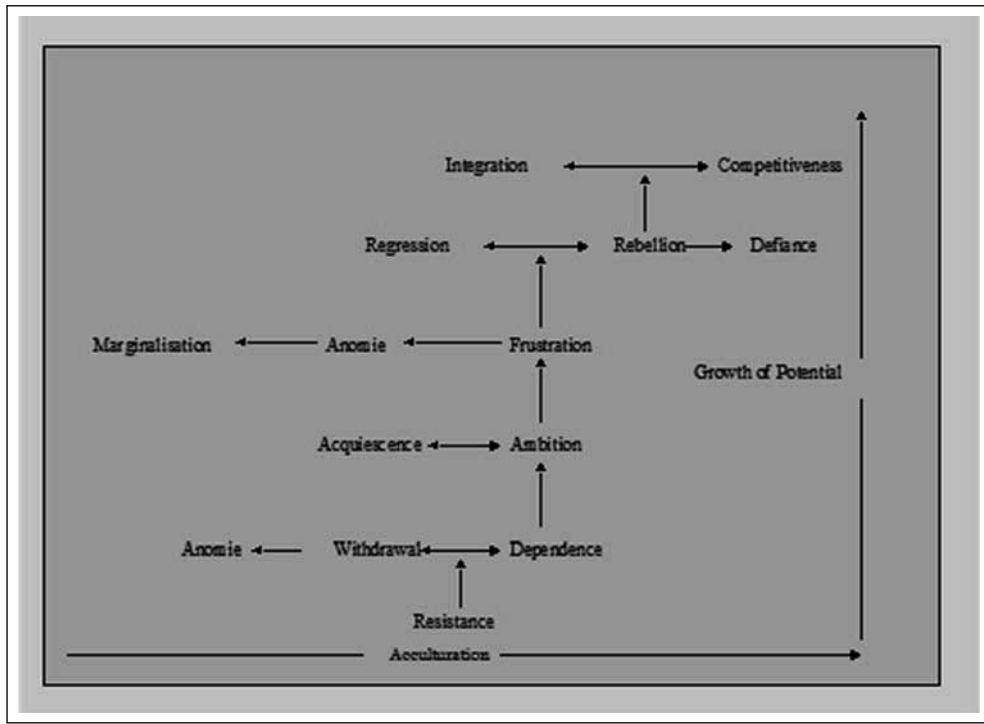 Integration Competitiveness
Regression Rebellion Defiance
Marginalisation Anomie Frustration
Growth of Potential
Acquiescence Ambition
Anomie Withdrawal Dependence
Resistance
Acculturation